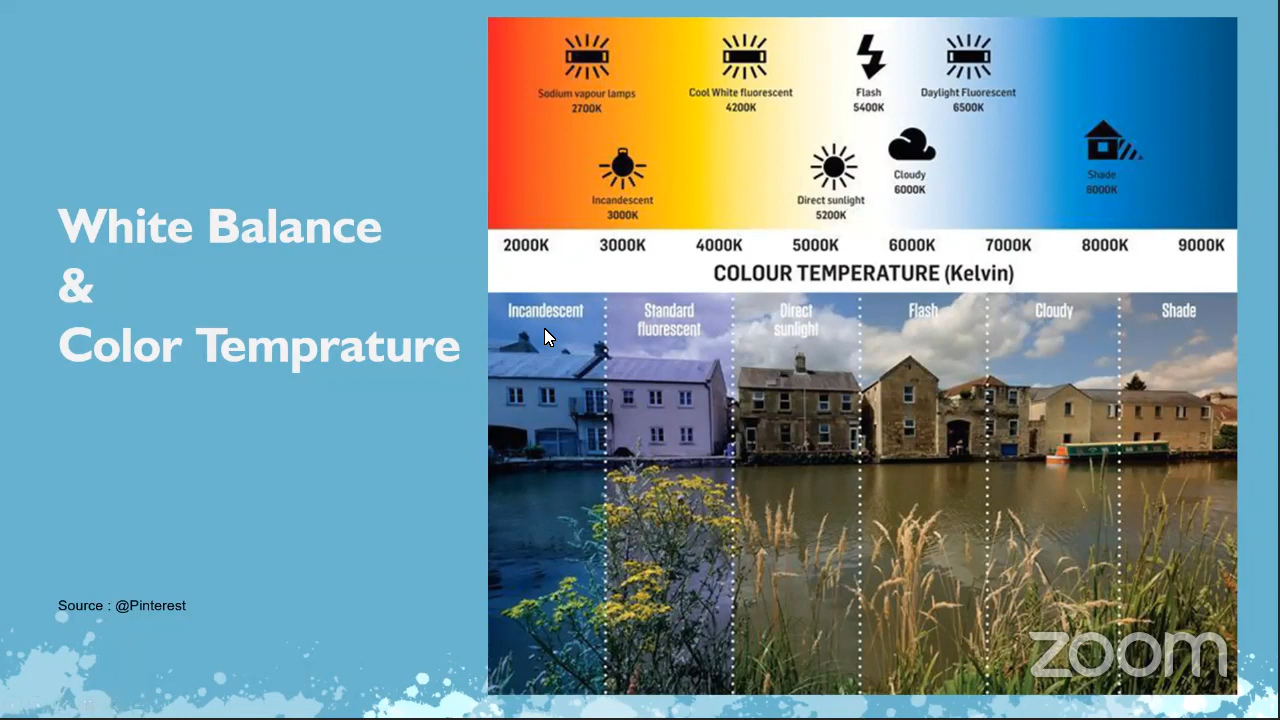 White Balance
&
Color Temprature
Source : @Pinterest
Sodium vapour lamps
2700K
Cool White fluorescent
4200K
Flash
5400K
Daylight Fluorescent
6500K
Incandescent
3000K
Direct sunlight
5200K
Cloudy
6000K
Shade
8000K
2000K 3000K 4000K 5000K 6000K 7000K 8000K 9000K
COLOUR TEMPERATURE (Kelvin)
Incandescent
Standard
fluorescent
Direct
sunlight
Flash
Cloudy
Shade
zoom